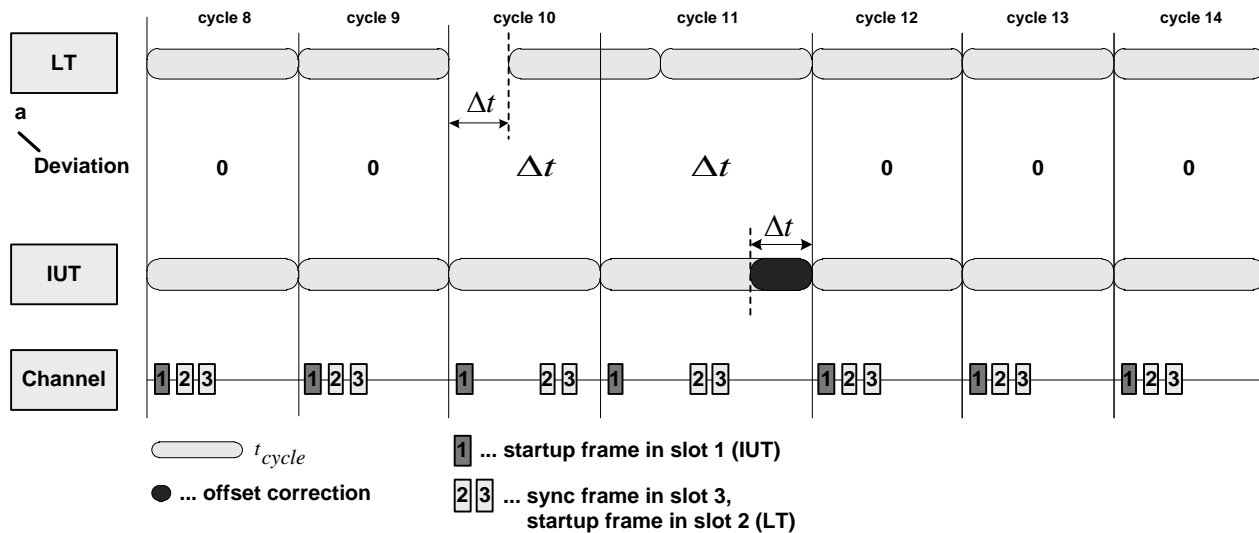 cycle 8 cycle 9 cycle 10 cycle 11 cycle 12 cycle 13 cycle 14
LT
Δt
a
Deviation 0 0 Δt Δt 0 0 0
Δt
IUT
Channel 1 2 3 1 2 3 1 2 3 1 2 3 1 2 3 1 2 3 1 2 3
t_cycle
1 ... startup frame in slot 1 (IUT)
... offset correction
2 3 ... sync frame in slot 3,
startup frame in slot 2 (LT)